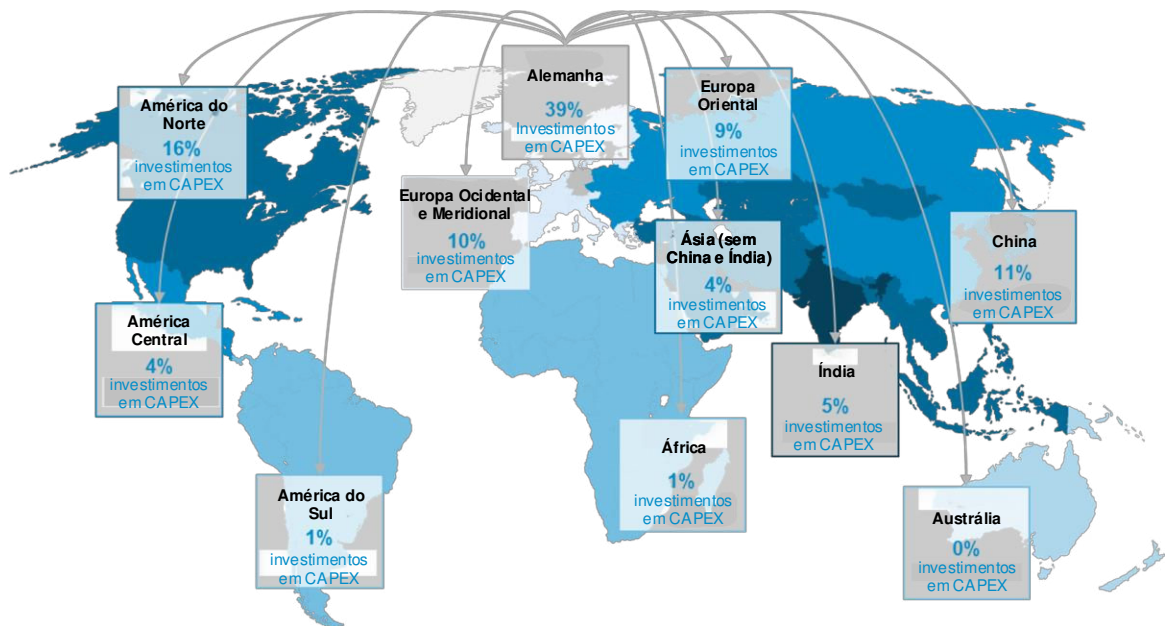 Alemanha
39%
Investimentos
em CAPEX
América do
Norte
16%
investimentos
em CAPEX
Europa
Oriental
9%
investimentos
em CAPEX
Europa Ocidental
e Meridional
10%
investimentos
em CAPEX
Ásia (sem
China e Índia)
4%
investimentos
em CAPEX
China
11%
investimentos
em CAPEX
América
Central
4%
investimentos
em CAPEX
Índia
5%
investimentos
em CAPEX
África
1%
investimentos
em CAPEX
América do
Sul
1%
investimentos
em CAPEX
Austrália
0%
investimentos
em CAPEX